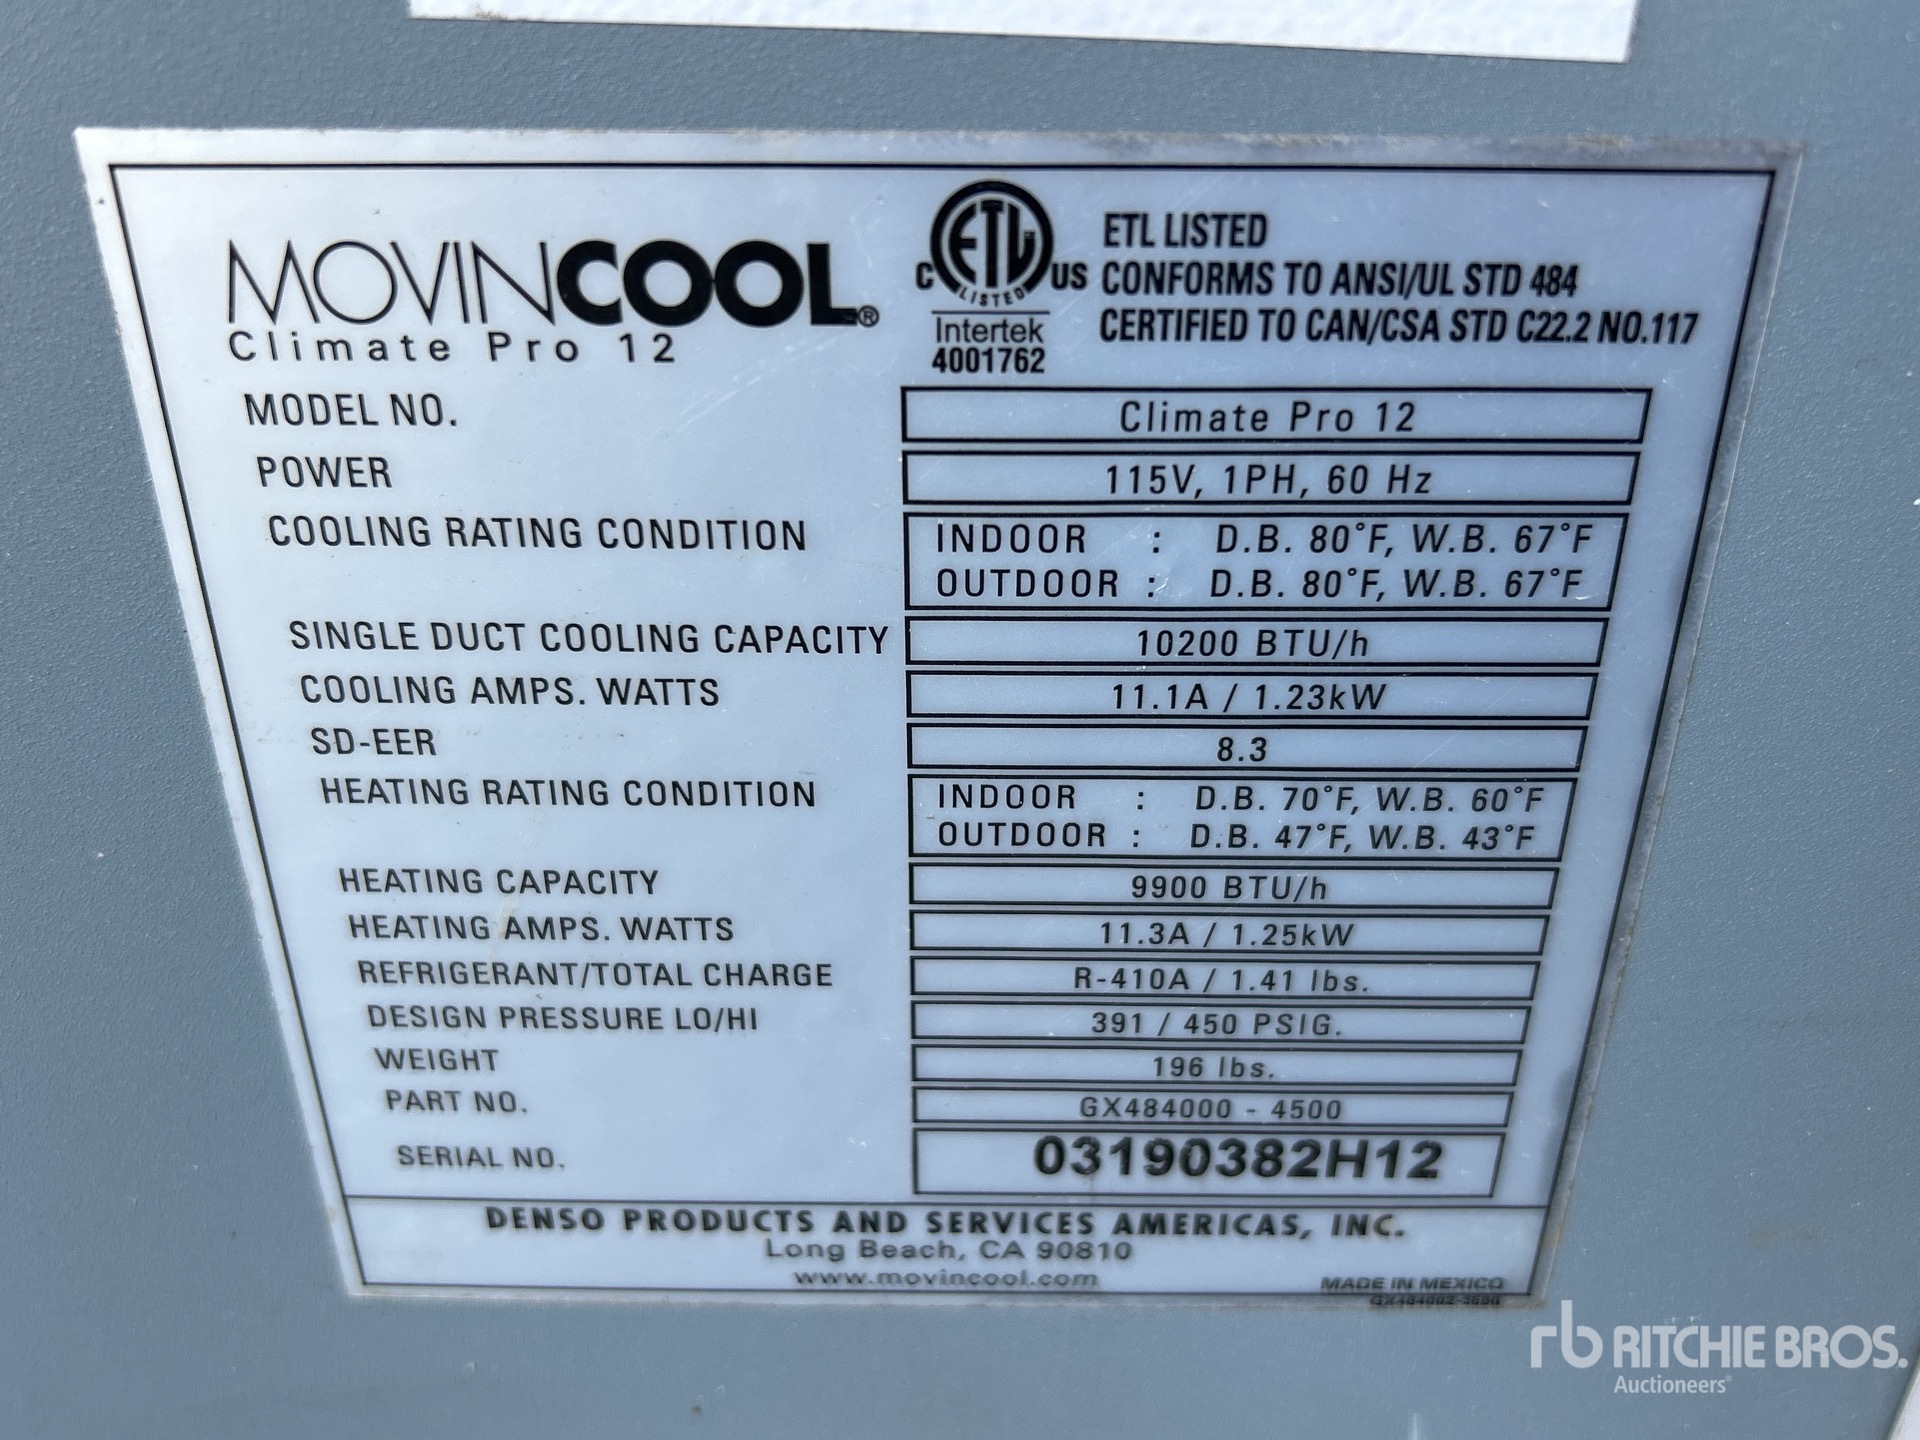 MOVINCOOL®
Climate Pro 12
C ETL US
LISTED
Intertek
4001762
ETL LISTED
CONFORMS TO ANSI/UL STD 484
CERTIFIED TO CAN/CSA STD C22.2 NO.117
MODEL NO. Climate Pro 12
POWER 115V, 1PH, 60 Hz
COOLING RATING CONDITION INDOOR : D.B. 80°F, W.B. 67°F
OUTDOOR : D.B. 80°F, W.B. 67°F
SINGLE DUCT COOLING CAPACITY 10200 BTU/h
COOLING AMPS. WATTS 11.1A / 1.23kW
SD-EER 8.3
HEATING RATING CONDITION INDOOR : D.B. 70°F, W.B. 60°F
OUTDOOR : D.B. 47°F, W.B. 43°F
HEATING CAPACITY 9900 BTU/h
HEATING AMPS. WATTS 11.3A / 1.25kW
REFRIGERANT/TOTAL CHARGE R-410A / 1.41 lbs.
DESIGN PRESSURE LO/HI 391 / 450 PSIG.
WEIGHT 196 lbs.
PART NO. GX484000 - 4500
SERIAL NO. 03190382H12
DENSO PRODUCTS AND SERVICES AMERICAS, INC.
Long Beach, CA 90810
www.movincool.com
MADE IN MEXICO
rb RITCHIE BROS.
Auctioneers